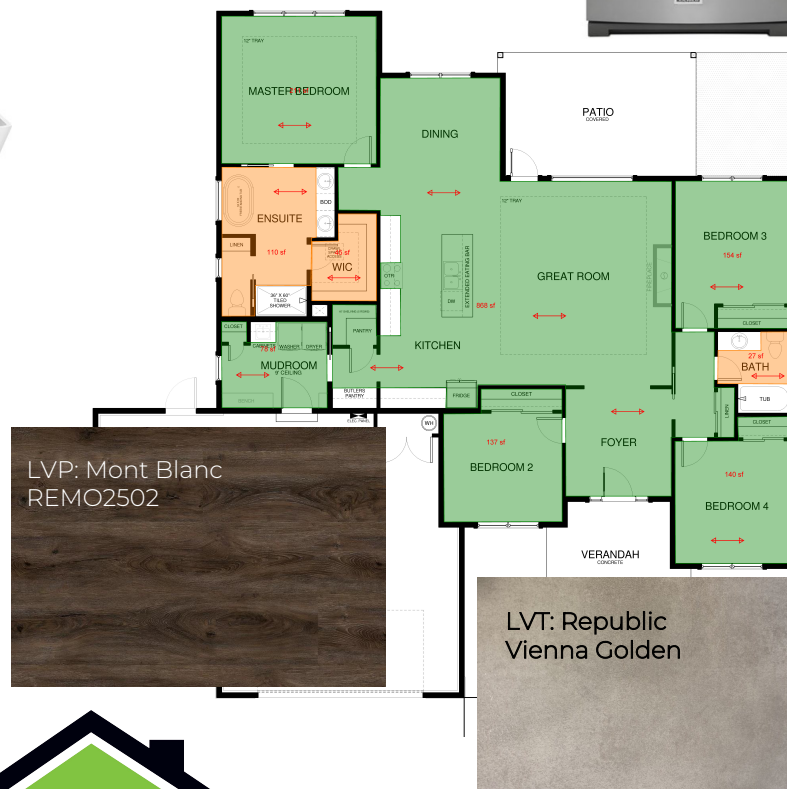 12" TRAY
MASTER BEDROOM
DINING
PATIO
COVERED
ENSUITE
BOD
LINEN
110 sf
WIC
36" X 60"
TILED
SHOWER
12" TRAY
GREAT ROOM
FIREPLACE
BEDROOM 3
154 sf
CLOSET
OTR
DW
EXTENDED EATING BAR
868 sf
KITCHEN
PANTRY
CLOSET
CABINETS
WASHER
DRYER
MUDROOM
9' CEILING
BENCH
BUTLERS
PANTRY
FRIDGE
CLOSET
27 sf
BATH
TUB
LINEN
CLOSET
ELEC. PANEL
WH
137 sf
BEDROOM 2
FOYER
140 sf
BEDROOM 4
VERANDAH
CONCRETE
LVP: Mont Blanc
REMO2502
LVT: Republic
Vienna Golden